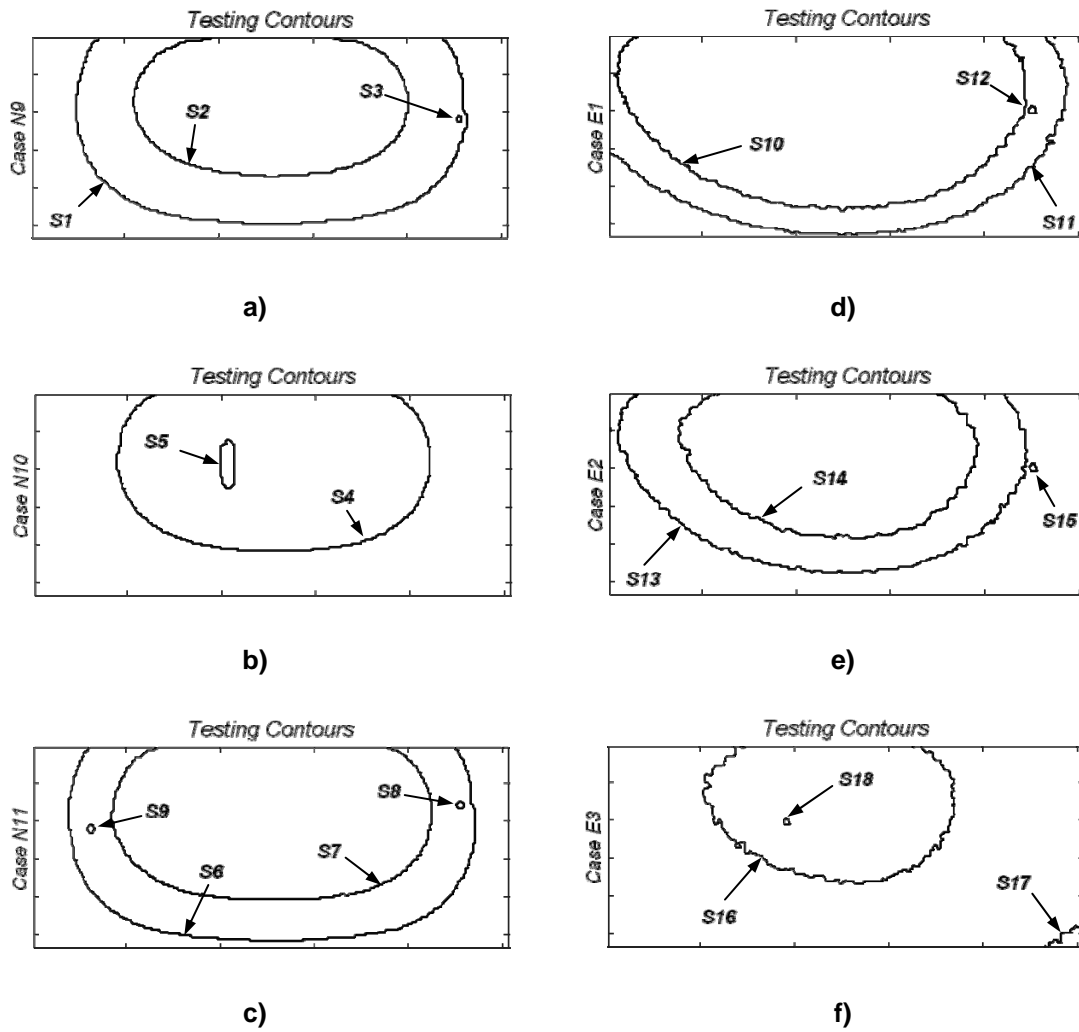 Testing Contours
Case N9
S1
S2
S3
a)
Testing Contours
Case E1
S10
S12
S11
d)
Testing Contours
Case N10
S5
S4
b)
Testing Contours
Case E2
S14
S15
S13
e)
Testing Contours
Case N11
S9
S8
S7
S6
c)
Testing Contours
Case E3
S18
S17
S16
f)